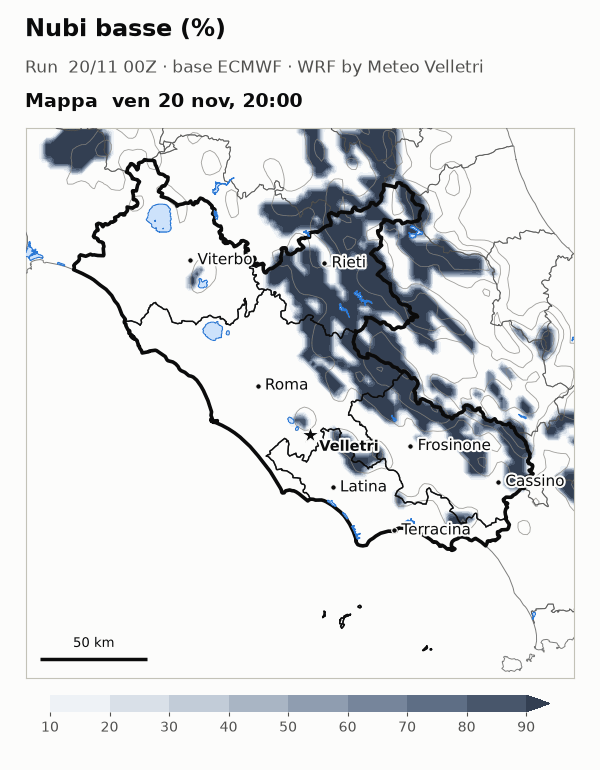 Nubi basse (%)
Run  20/11 00Z · base ECMWF · WRF by Meteo Velletri
Mappa  ven 20 nov, 20:00
Viterbo
Rieti
Roma
Velletri
Frosinone
Latina
Cassino
Terracina
50 km
10 20 30 40 50 60 70 80 90